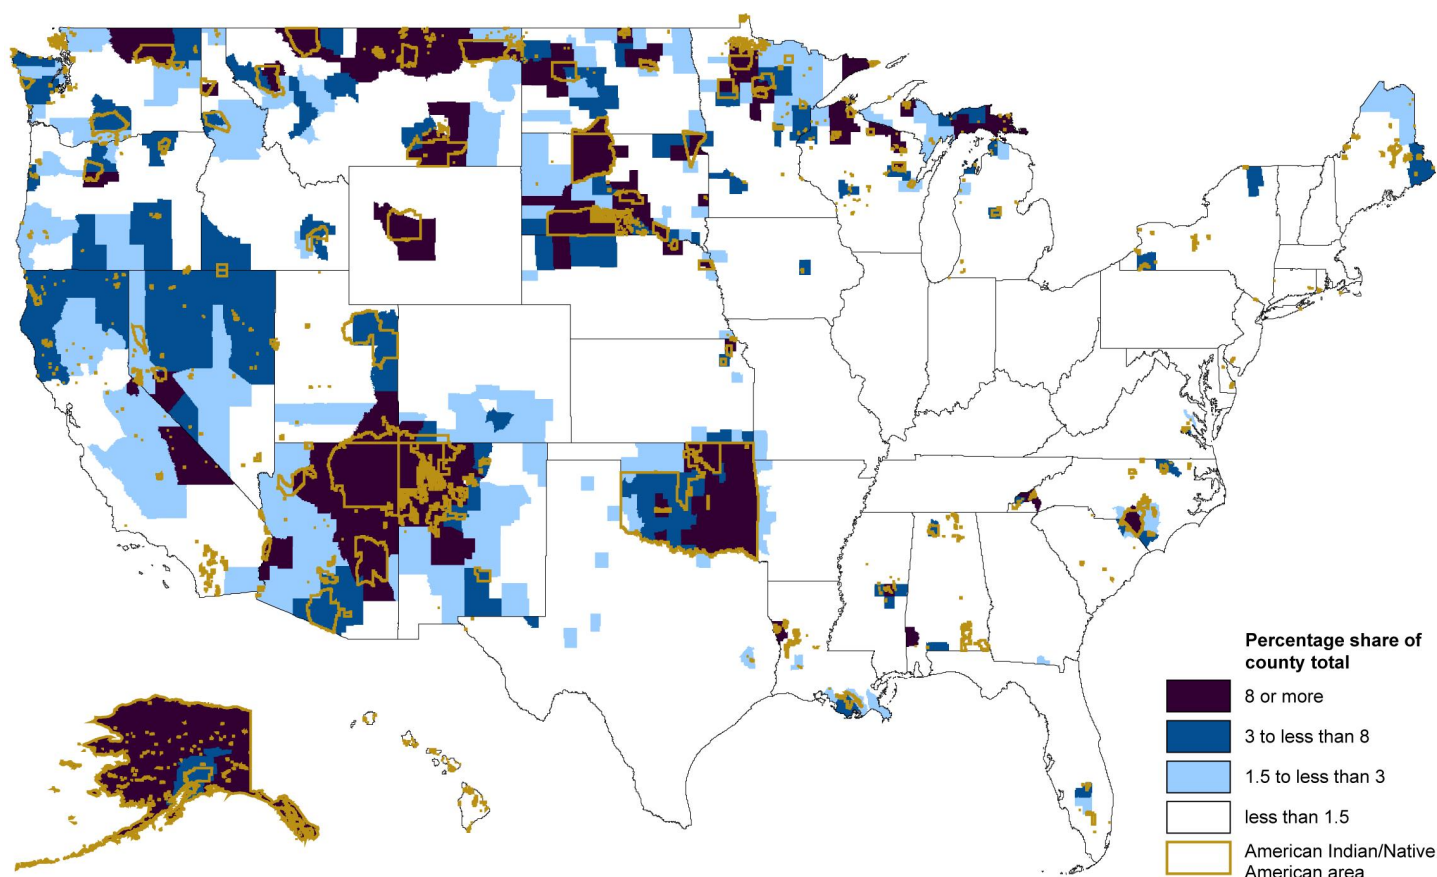 Percentage share of
county total
8 or more
3 to less than 8
1.5 to less than 3
less than 1.5
American Indian/Native
American area